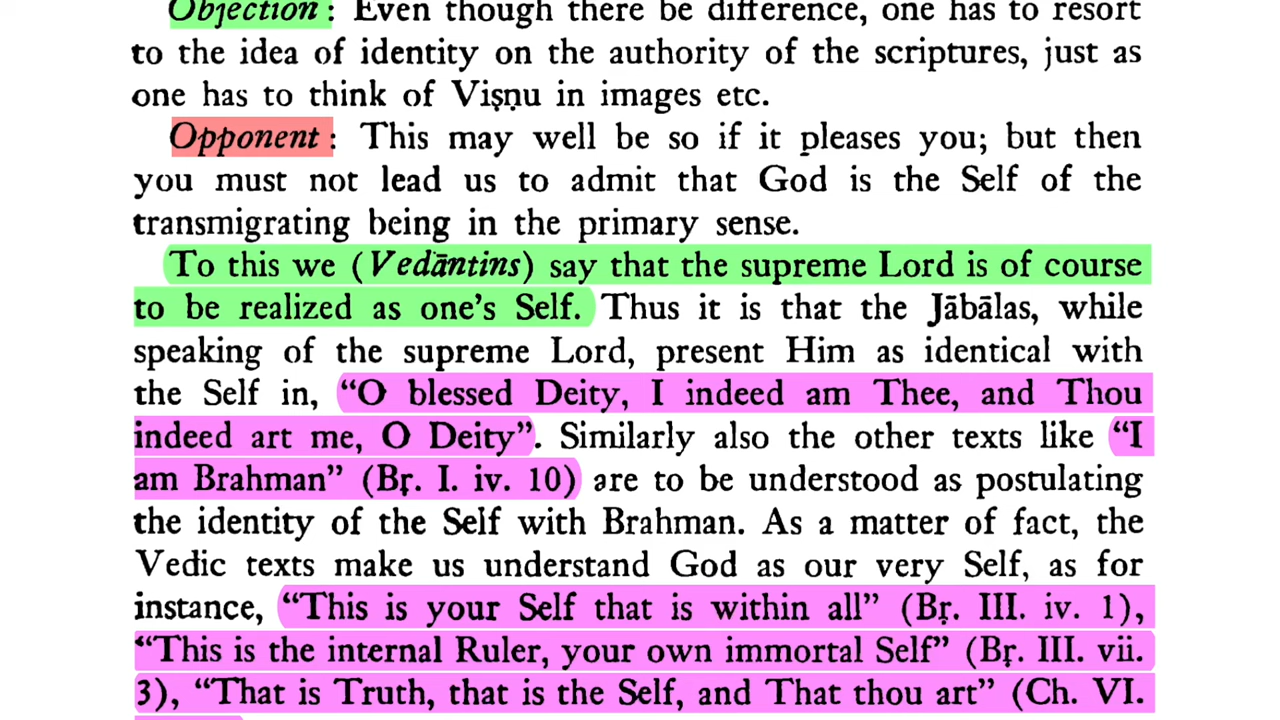 Objection: Even though there be difference, one has to resort
to the idea of identity on the authority of the scriptures, just as
one has to think of Viṣṇu in images etc.
Opponent: This may well be so if it pleases you; but then
you must not lead us to admit that God is the Self of the
transmigrating being in the primary sense.
To this we (Vedāntins) say that the supreme Lord is of course
to be realized as one's Self. Thus it is that the Jābālas, while
speaking of the supreme Lord, present Him as identical with
the Self in, “O blessed Deity, I indeed am Thee, and Thou
indeed art me, O Deity”. Similarly also the other texts like “I
am Brahman” (Bṛ. I. iv. 10) are to be understood as postulating
the identity of the Self with Brahman. As a matter of fact, the
Vedic texts make us understand God as our very Self, as for
instance, “This is your Self that is within all” (Bṛ. III. iv. 1),
“This is the internal Ruler, your own immortal Self” (Bṛ. III. vii.
3), “That is Truth, that is the Self, and That thou art” (Ch. VI.